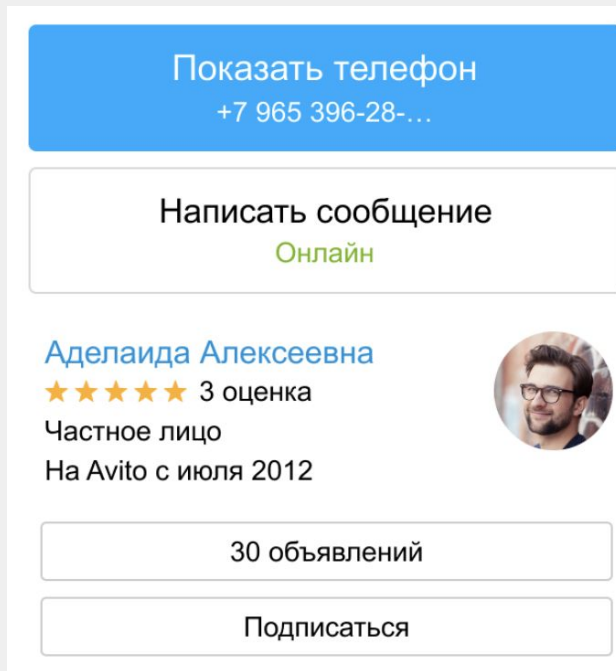 Показать телефон
+7 965 396-28-...
Написать сообщение
Онлайн
Аделаида Алексеевна
3 оценка
Частное лицо
На Avito с июля 2012
30 объявлений
Подписаться